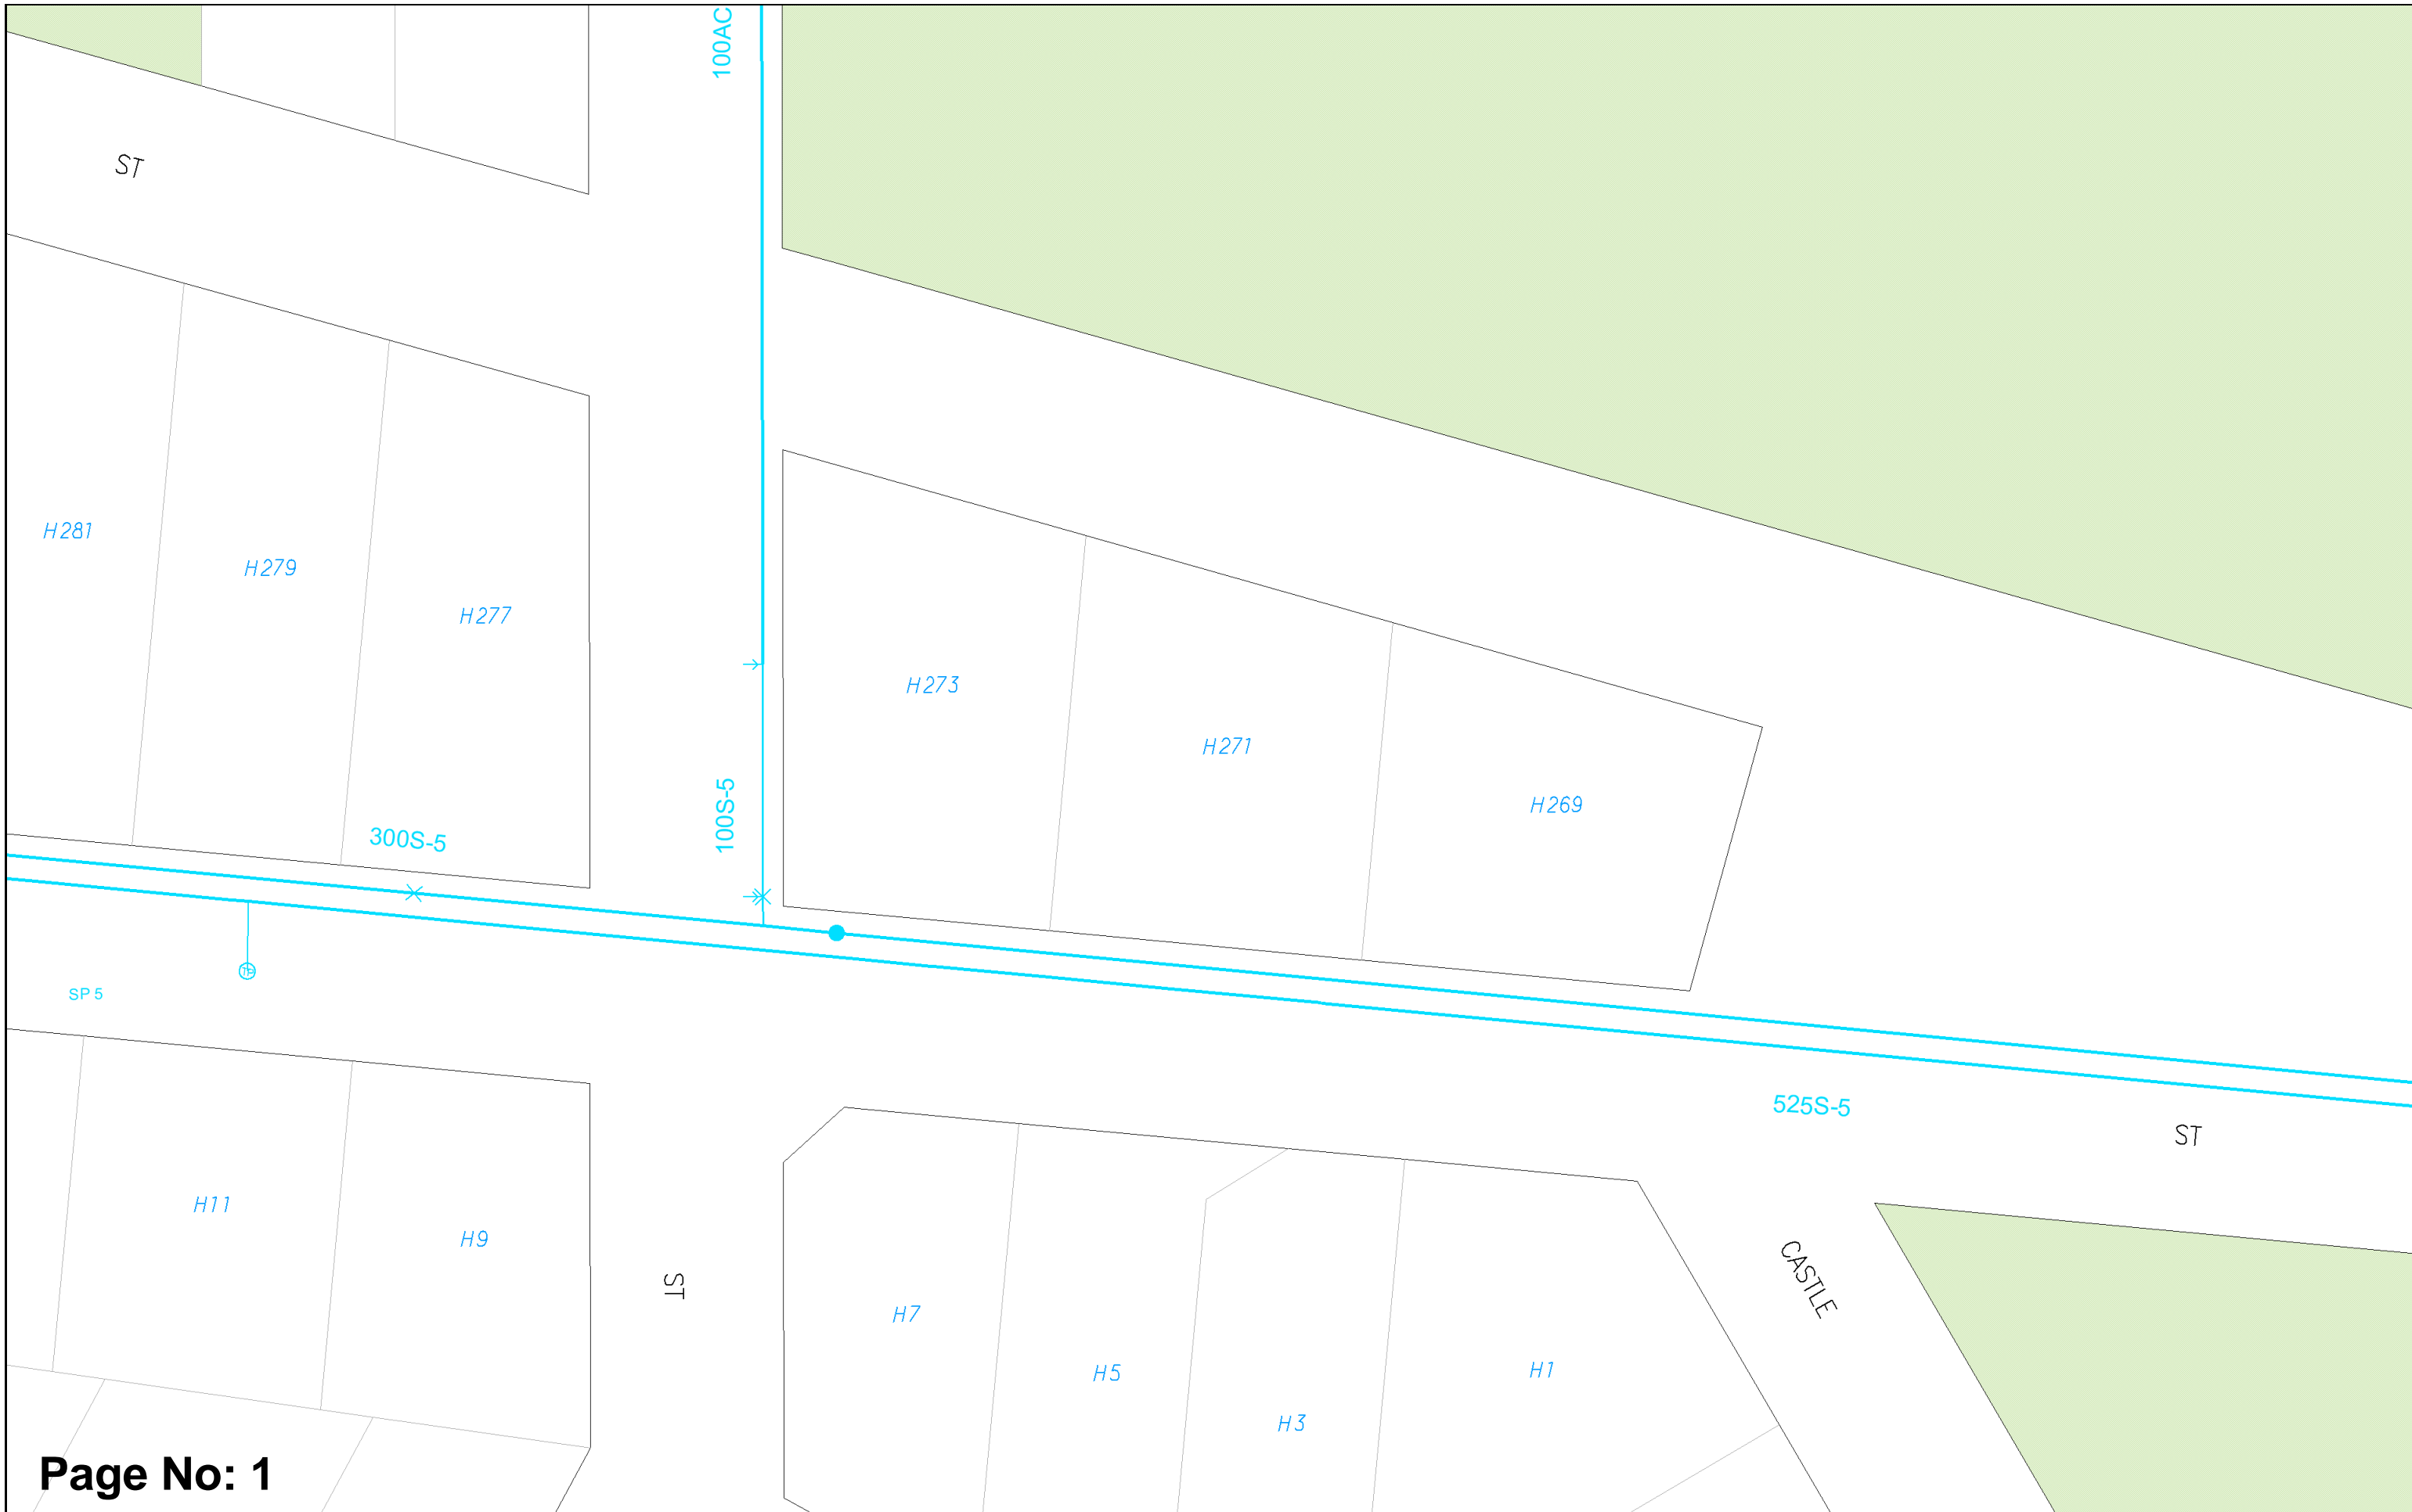 100AC
ST
H281
H279
H277
H273
H271
H269
100S-5
300S-5
SP 5
525S-5
ST
H11
H9
ST
CASTLE
H7
H5
H3
H1
Page No: 1